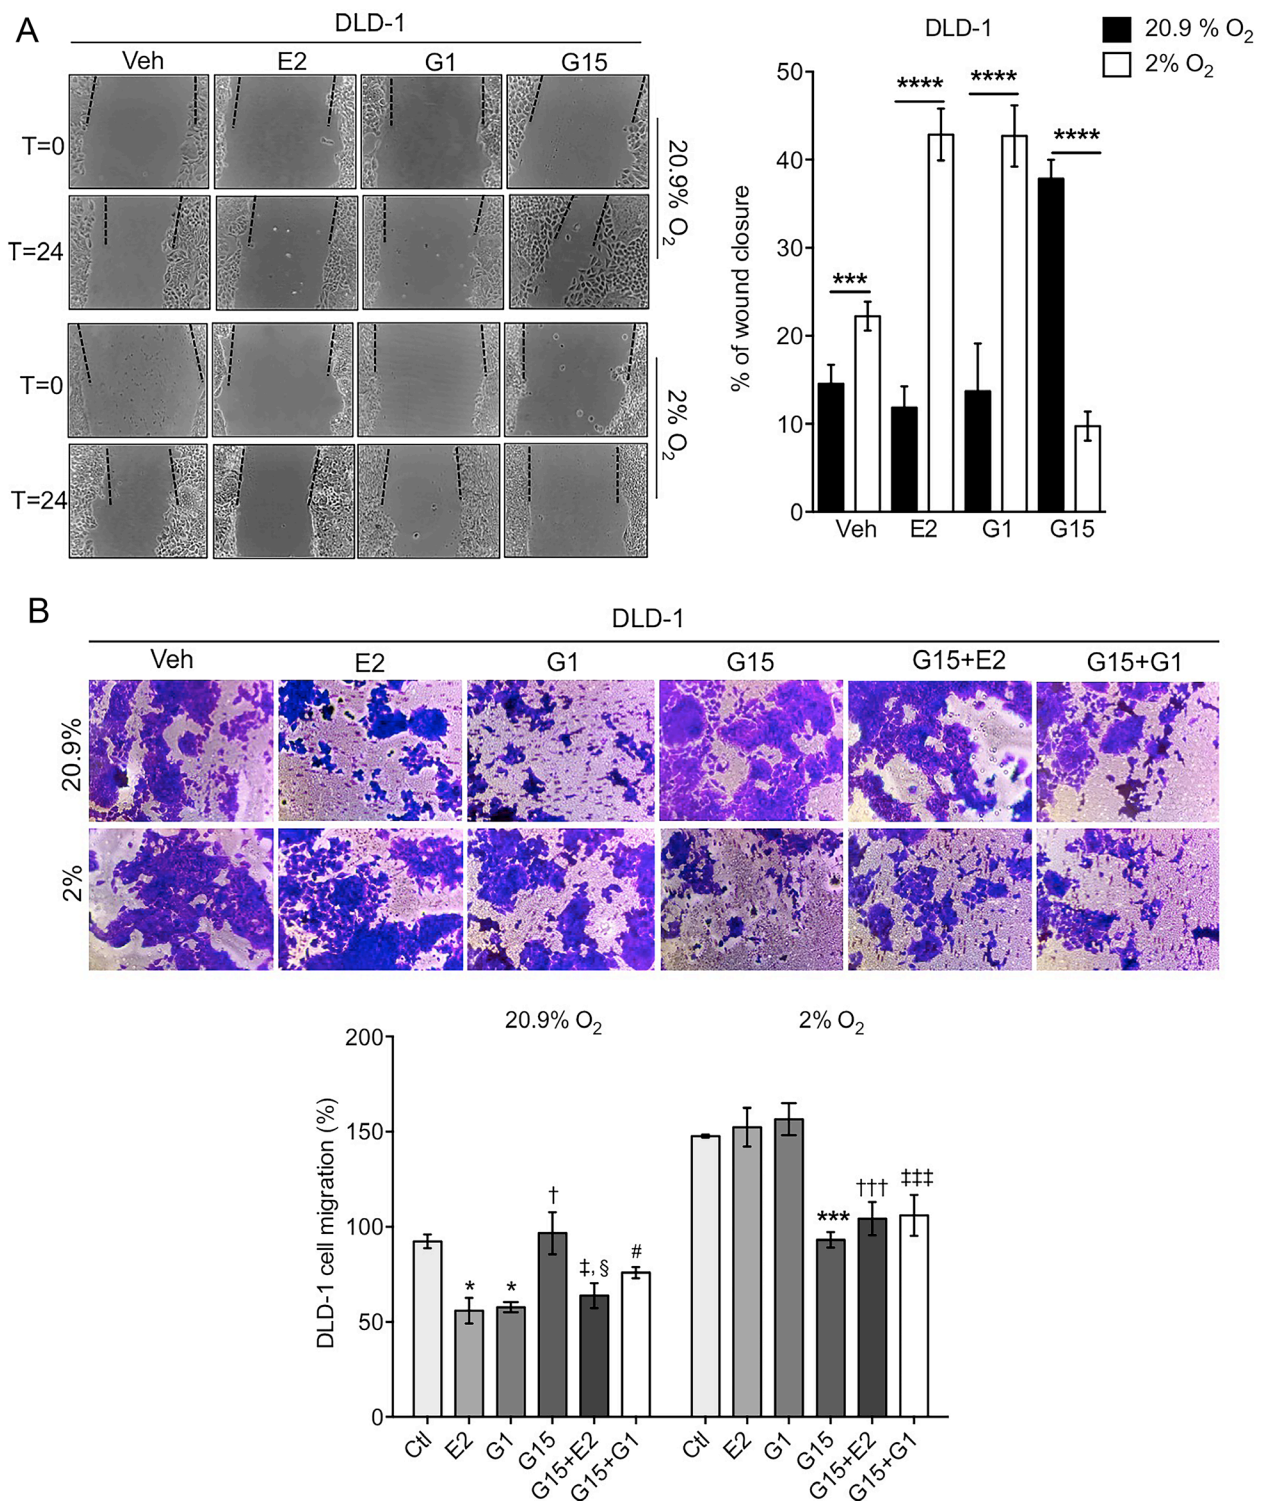 A
DLD-1
Veh E2 G1 G15
T=0
20.9% O2
T=24
T=0
2% O2
T=24
DLD-1
20.9 % O2
2% O2
% of wound closure
50
40
30
20
10
0
*** **** **** ****
Veh E2 G1 G15
B
DLD-1
Veh E2 G1 G15 G15+E2 G15+G1
20.9%
2%
20.9% O2 2% O2
DLD-1 cell migration (%)
200
150
100
50
0
* * † ‡, § # *** ††† ‡‡‡
Ctl E2 G1 G15 G15+E2 G15+G1 Ctl E2 G1 G15 G15+E2 G15+G1